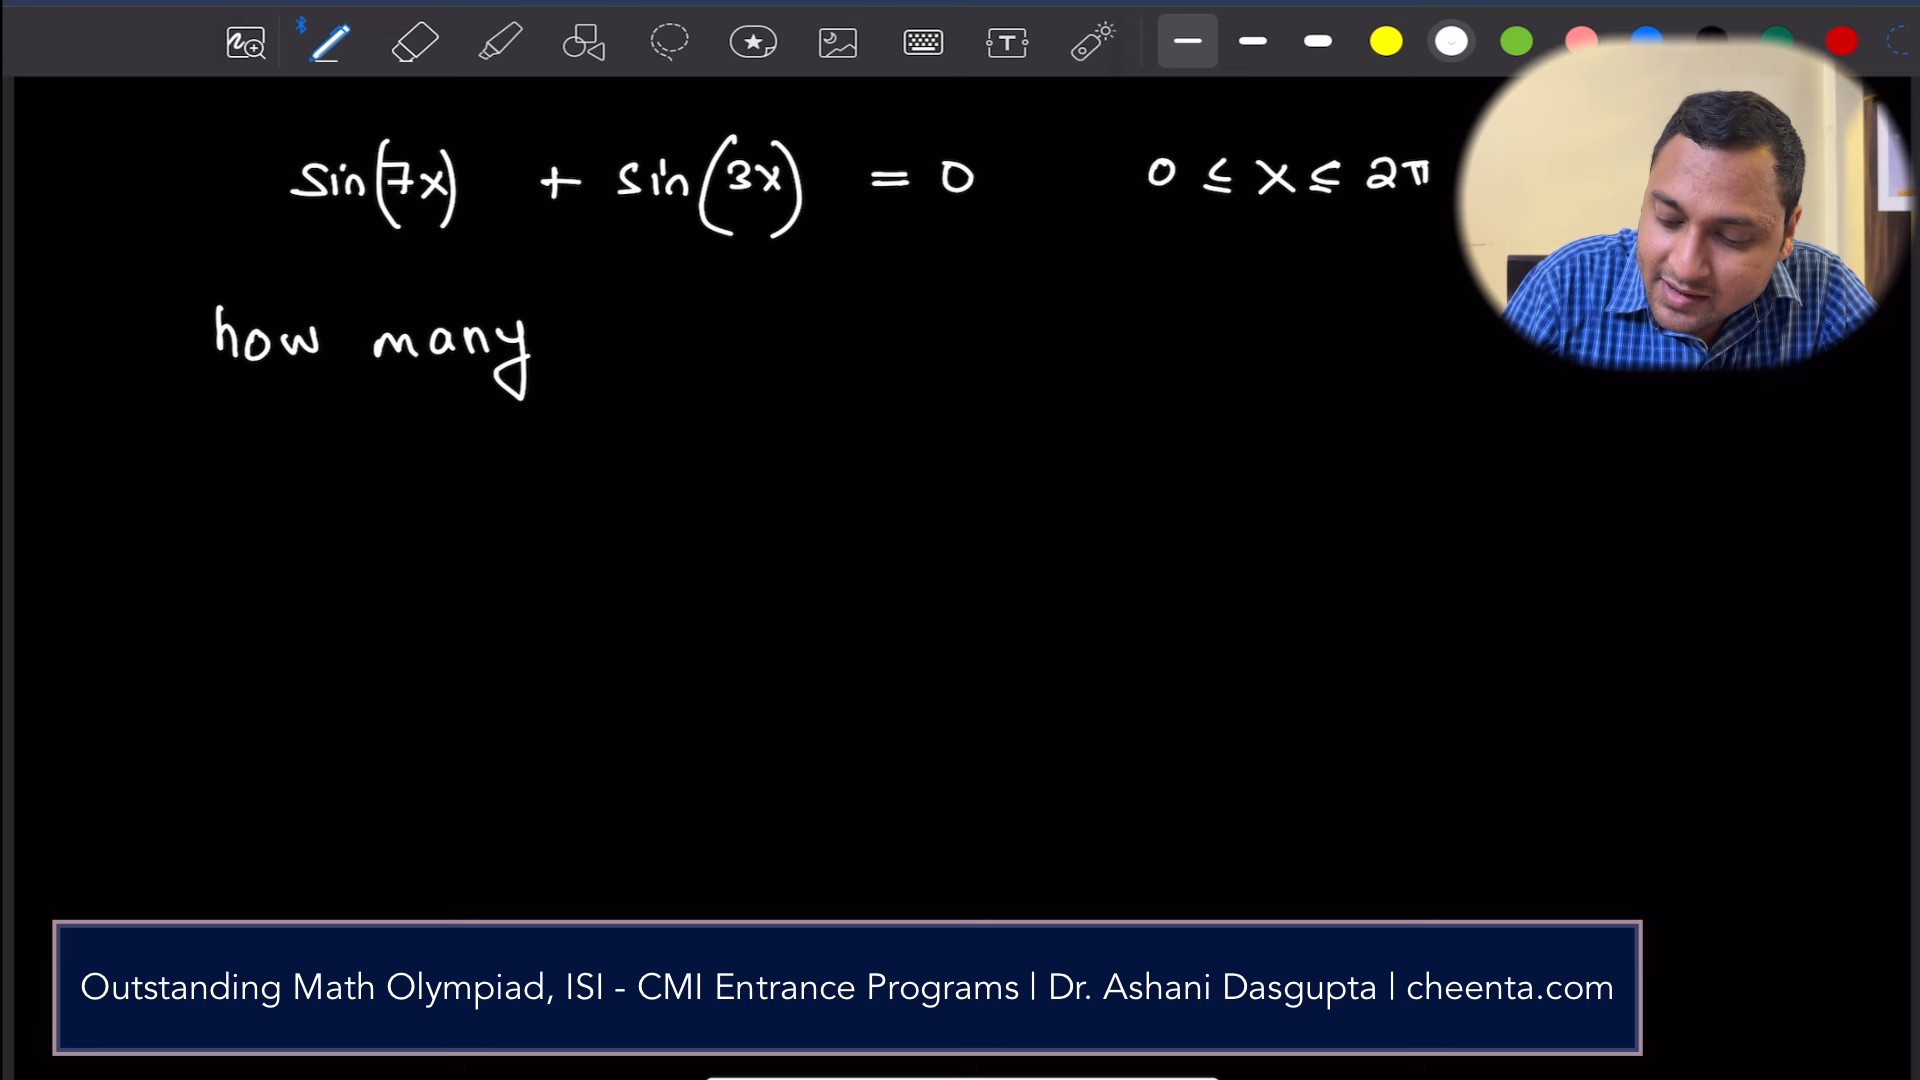 sin(7x) + sin(3x) = 0 0 ≤ x ≤ 2π
how many
Outstanding Math Olympiad, ISI - CMI Entrance Programs | Dr. Ashani Dasgupta | cheenta.com